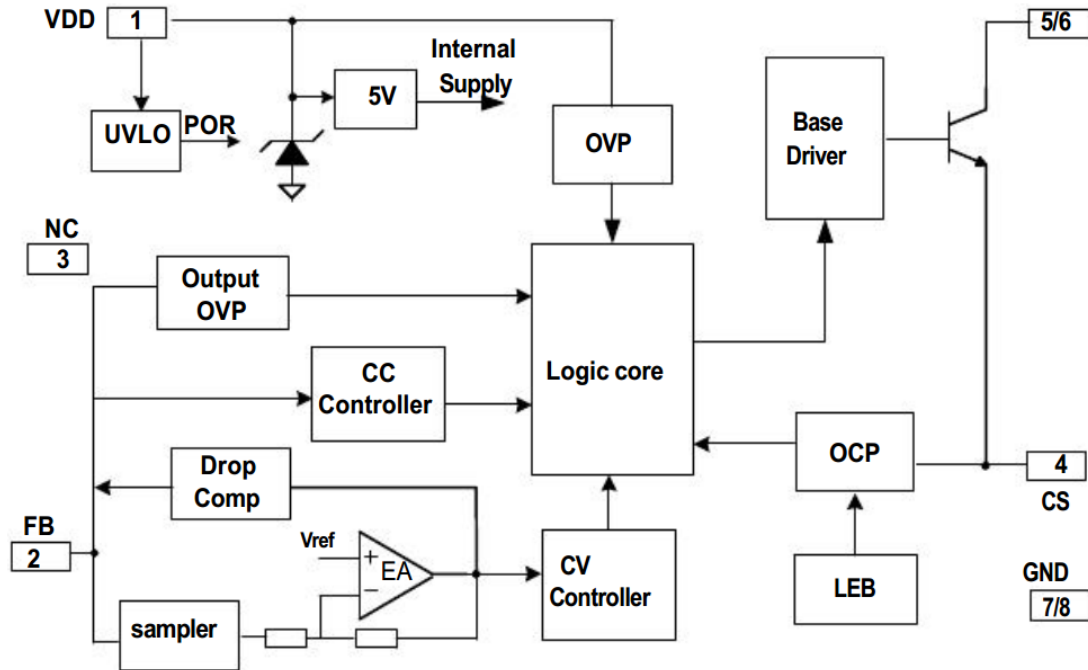 VDD
1
5/6
Internal
Supply
5V
UVLO
POR
OVP
Base
Driver
NC
3
Output
OVP
Logic core
CC
Controller
OCP
4
CS
Drop
Comp
FB
2
Vref
+
EA
−
CV
Controller
LEB
GND
7/8
sampler